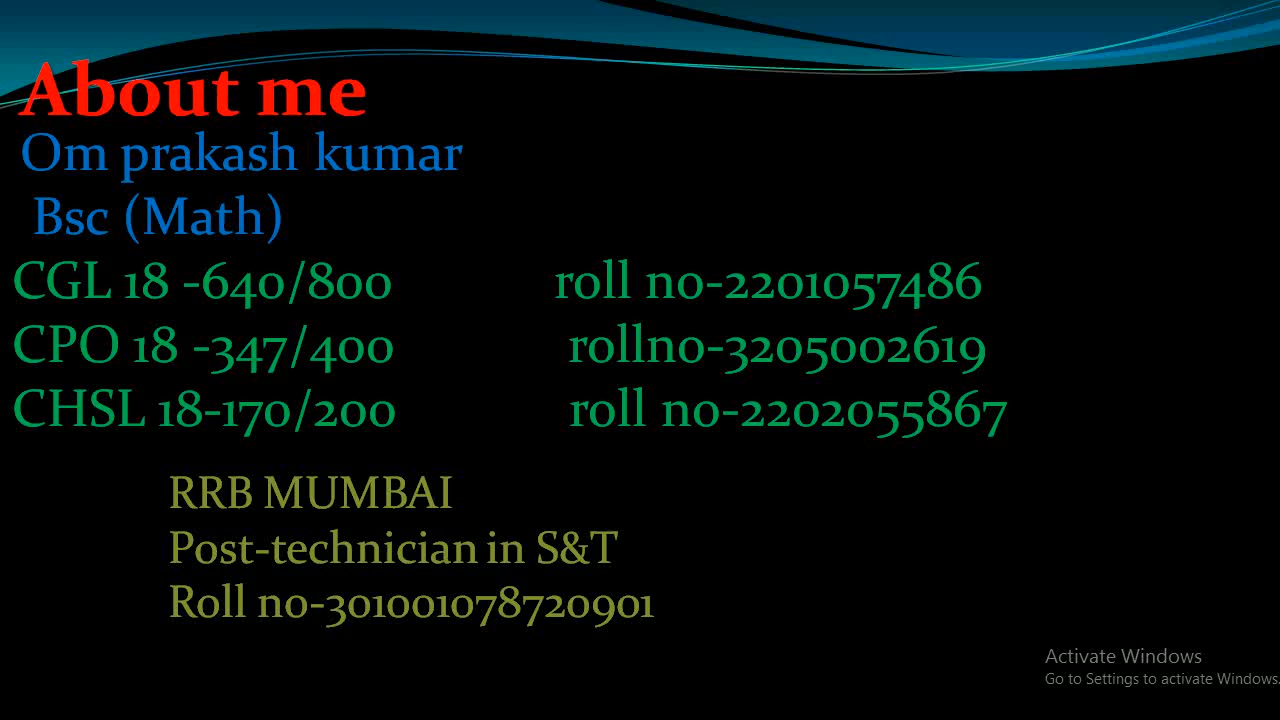 About me
Om prakash kumar
Bsc (Math)
CGL 18 -640/800 roll no-2201057486
CPO 18 -347/400 rollno-3205002619
CHSL 18-170/200 roll no-2202055867
RRB MUMBAI
Post-technician in S&T
Roll no-301001078720901
Activate Windows
Go to Settings to activate Windows.